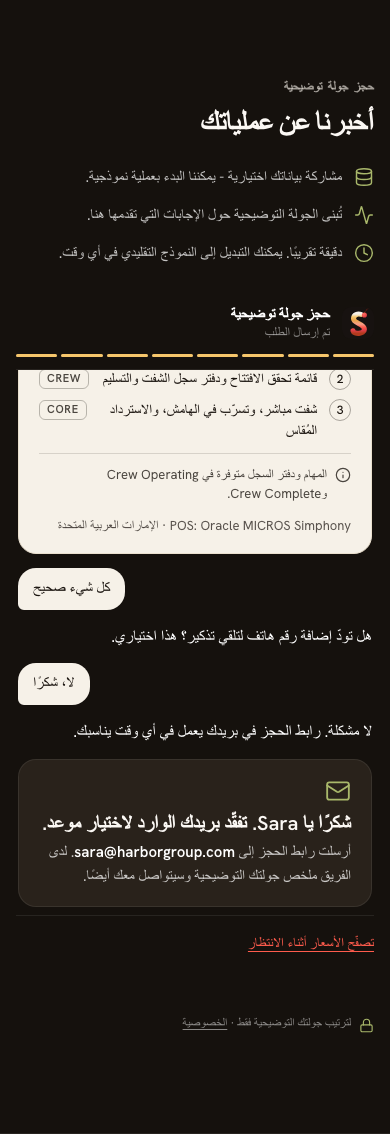 حجز جولة توضيحية
أخبرنا عن عملياتك
مشاركة بياناتك اختيارية - يمكننا البدء بعملية نموذجية.
تُبنى الجولة التوضيحية حول الإجابات التي تقدمها هنا.
دقيقة تقريبًا. يمكنك التبديل إلى النموذج التقليدي في أي وقت.
حجز جولة توضيحية
تم إرسال الطلب
2 قائمة تحقق الافتتاح ودفتر سجل الشفت والتسليم CREW
3 شفت مباشر، وتسرّب في الهامش، والاسترداد CORE
المُقاس
المهام ودفتر السجل متوفرة في Crew Operating
وCrew Complete.
POS: Oracle MICROS Simphony · الإمارات العربية المتحدة
كل شيء صحيح
هل تودّ إضافة رقم هاتف لتلقي تذكير؟ هذا اختياري.
لا، شكرًا
لا مشكلة. رابط الحجز في بريدك يعمل في أي وقت يناسبك.
شكرًا يا Sara. تفقّد بريدك الوارد لاختيار موعد.
أرسلت رابط الحجز إلى sara@harborgroup.com. لدى
الفريق ملخص جولتك التوضيحية وسيتواصل معك أيضًا.
تصفّح الأسعار أثناء الانتظار
لترتيب جولتك التوضيحية فقط · الخصوصية